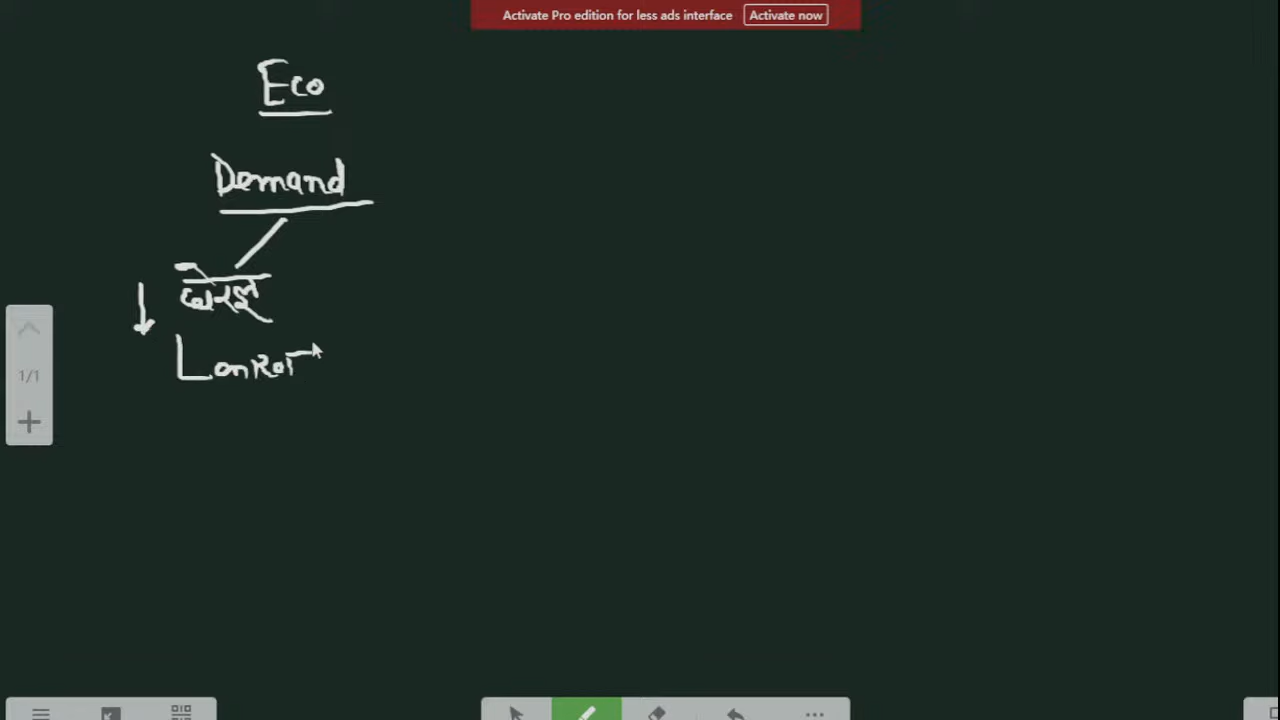 Activate Pro edition for less ads interface Activate now
Eco
Demand
1/1